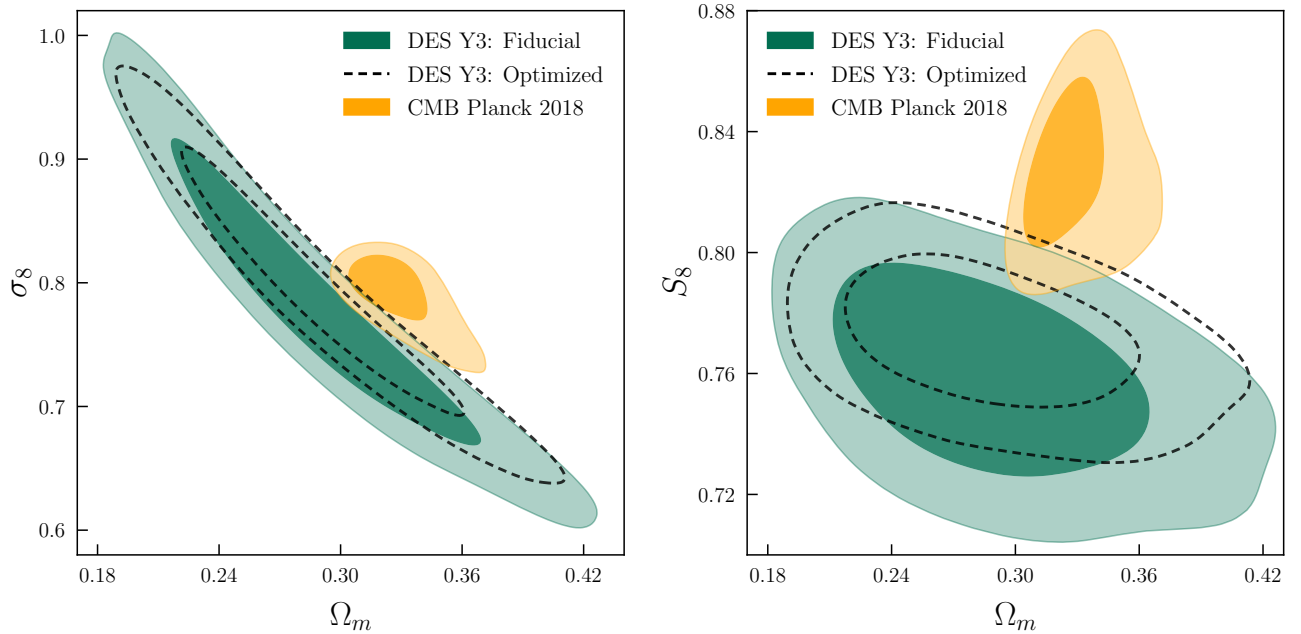 1.0
0.9
0.8
0.7
0.6
σ₈
0.18
0.24
0.30
0.36
0.42
Ωₘ
DES Y3: Fiducial
DES Y3: Optimized
CMB Planck 2018
0.88
0.84
0.80
0.76
0.72
S₈
0.18
0.24
0.30
0.36
0.42
Ωₘ
DES Y3: Fiducial
DES Y3: Optimized
CMB Planck 2018